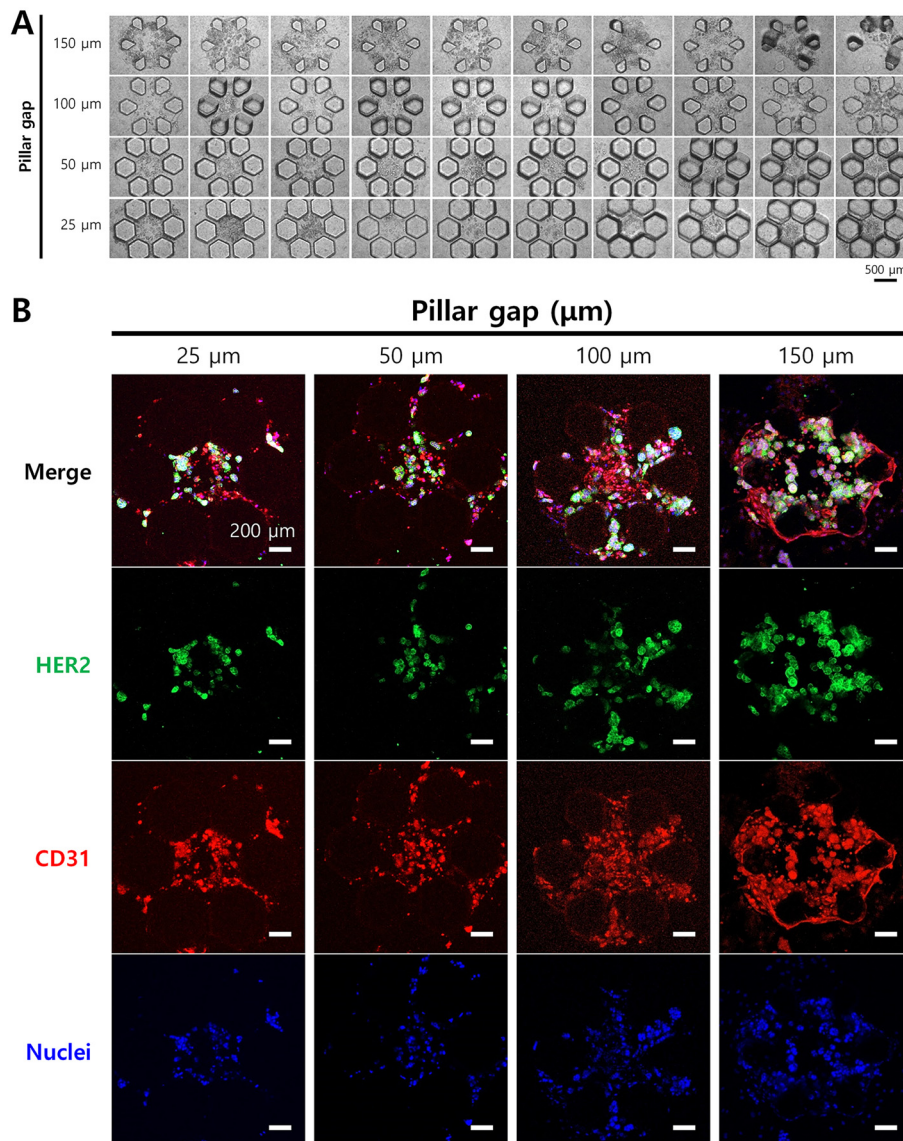 A
Pillar gap
150 µm
100 µm
50 µm
25 µm
500 µm
B
Pillar gap (µm)
25 µm
50 µm
100 µm
150 µm
Merge
200 µm
HER2
CD31
Nuclei